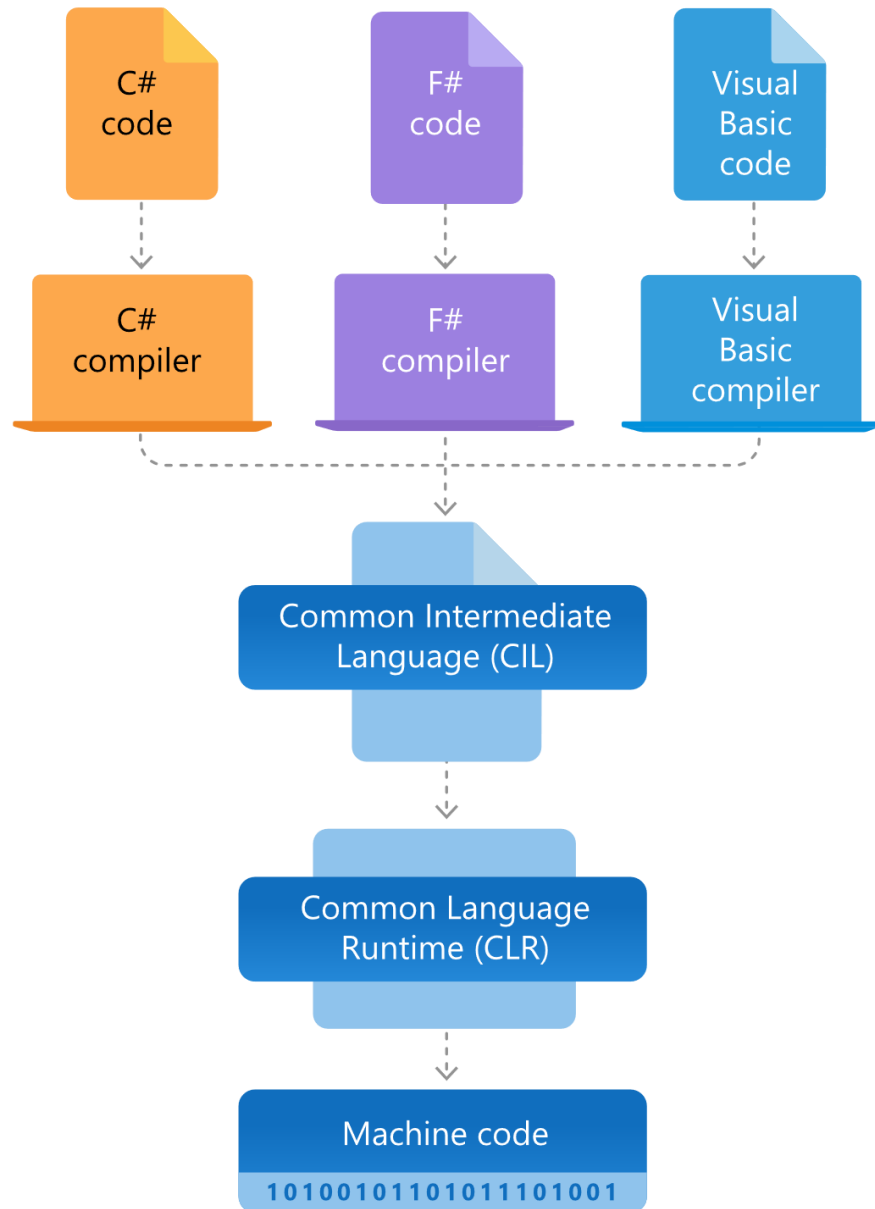 C#
code
F#
code
Visual
Basic
code
C#
compiler
F#
compiler
Visual
Basic
compiler
Common Intermediate
Language (CIL)
Common Language
Runtime (CLR)
Machine code
101001011010111101001